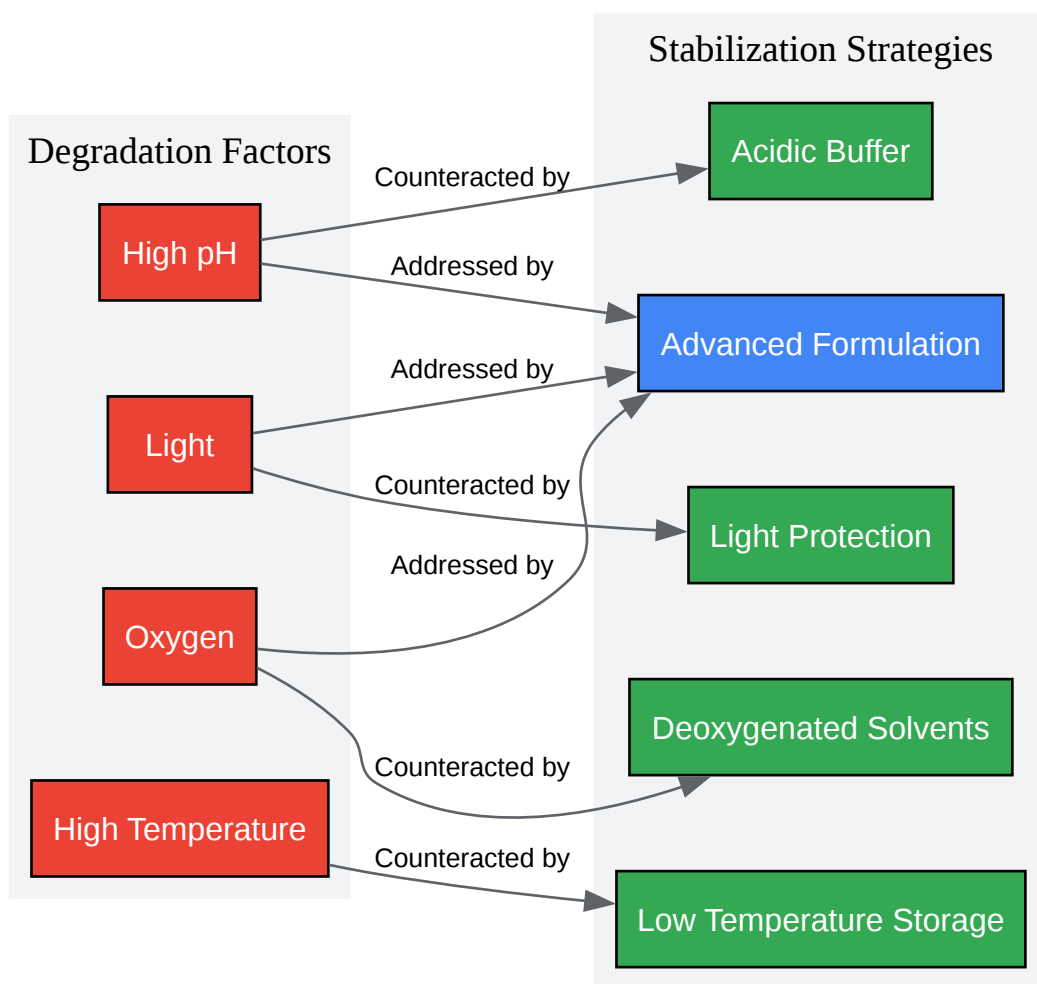 Stabilization Strategies
Degradation Factors
Acidic Buffer
Counteracted by
High pH
Addressed by
Advanced Formulation
Addressed by
Light
Counteracted by
Light Protection
Addressed by
Oxygen
Deoxygenated Solvents
Counteracted by
High Temperature
Counteracted by
Low Temperature Storage